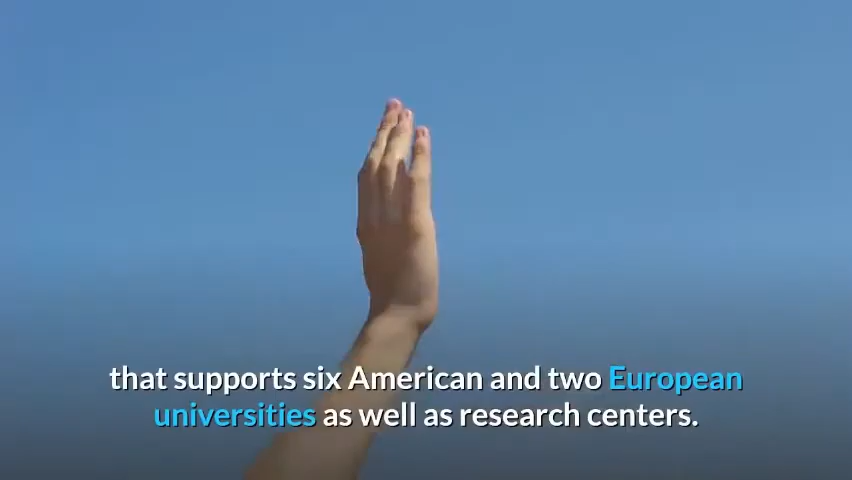 that supports six American and two European
universities as well as research centers.